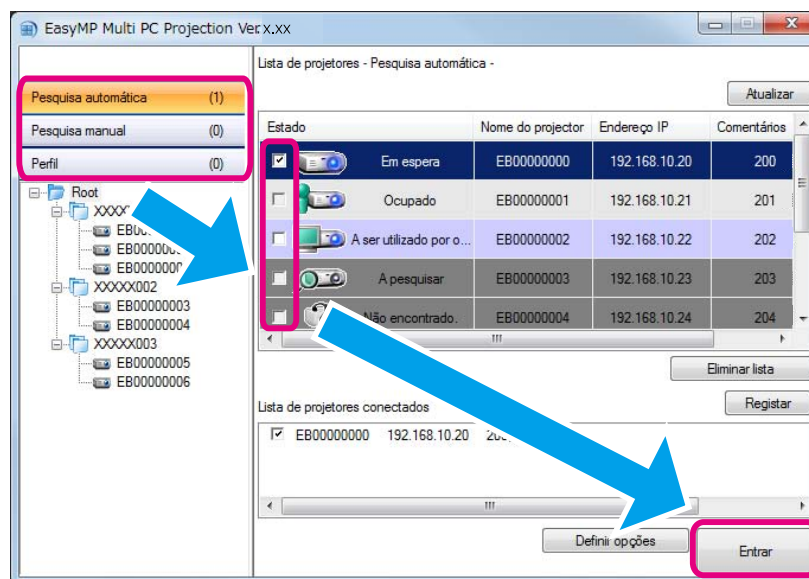 EasyMP Multi PC Projection Ver x.xx
Lista de projetores - Pesquisa automática -
Pesquisa automática (1)
Pesquisa manual (0)
Perfil (0)
Atualizar
Estado Nome do projector Endereço IP Comentários
Em espera EB00000000 192.168.10.20 200
Ocupado EB00000001 192.168.10.21 201
A ser utilizado por o... EB00000002 192.168.10.22 202
A pesquisar EB00000003 192.168.10.23 203
Não encontrado. EB00000004 192.168.10.24 204
Root
XXXXX002
EB00000003
EB00000004
XXXXX003
EB00000005
EB00000006
Eliminar lista
Lista de projetores conectados
Registar
EB00000000 192.168.10.20
Definir opções
Entrar